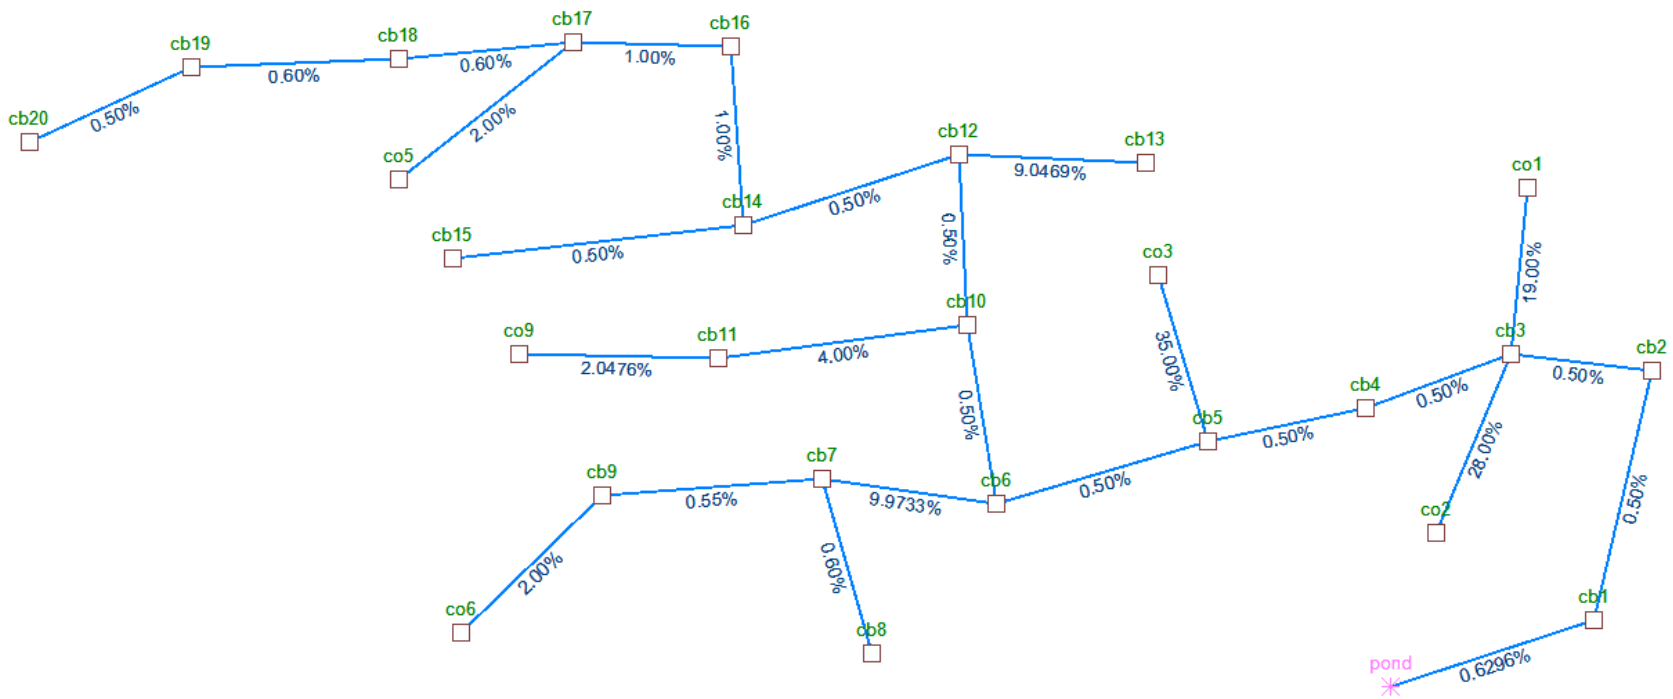 cb17
cb16
cb18
cb19
0.60%
1.00%
0.60%
cb20
0.50%
2.00%
1.00%
cb12
cb13
co5
9.0469%
co1
cb14
0.50%
cb15
0.50%
0.50%
co3
19.00%
cb10
co9
cb11
4.00%
2.0476%
35.00%
cb3
cb2
0.50%
cb4
0.50%
0.50%
cb5
0.50%
28.00%
cb7
cb9
cb6
0.50%
0.55%
9.9733%
co2
0.50%
2.00%
0.60%
co6
cb8
cb1
pond
0.6296%